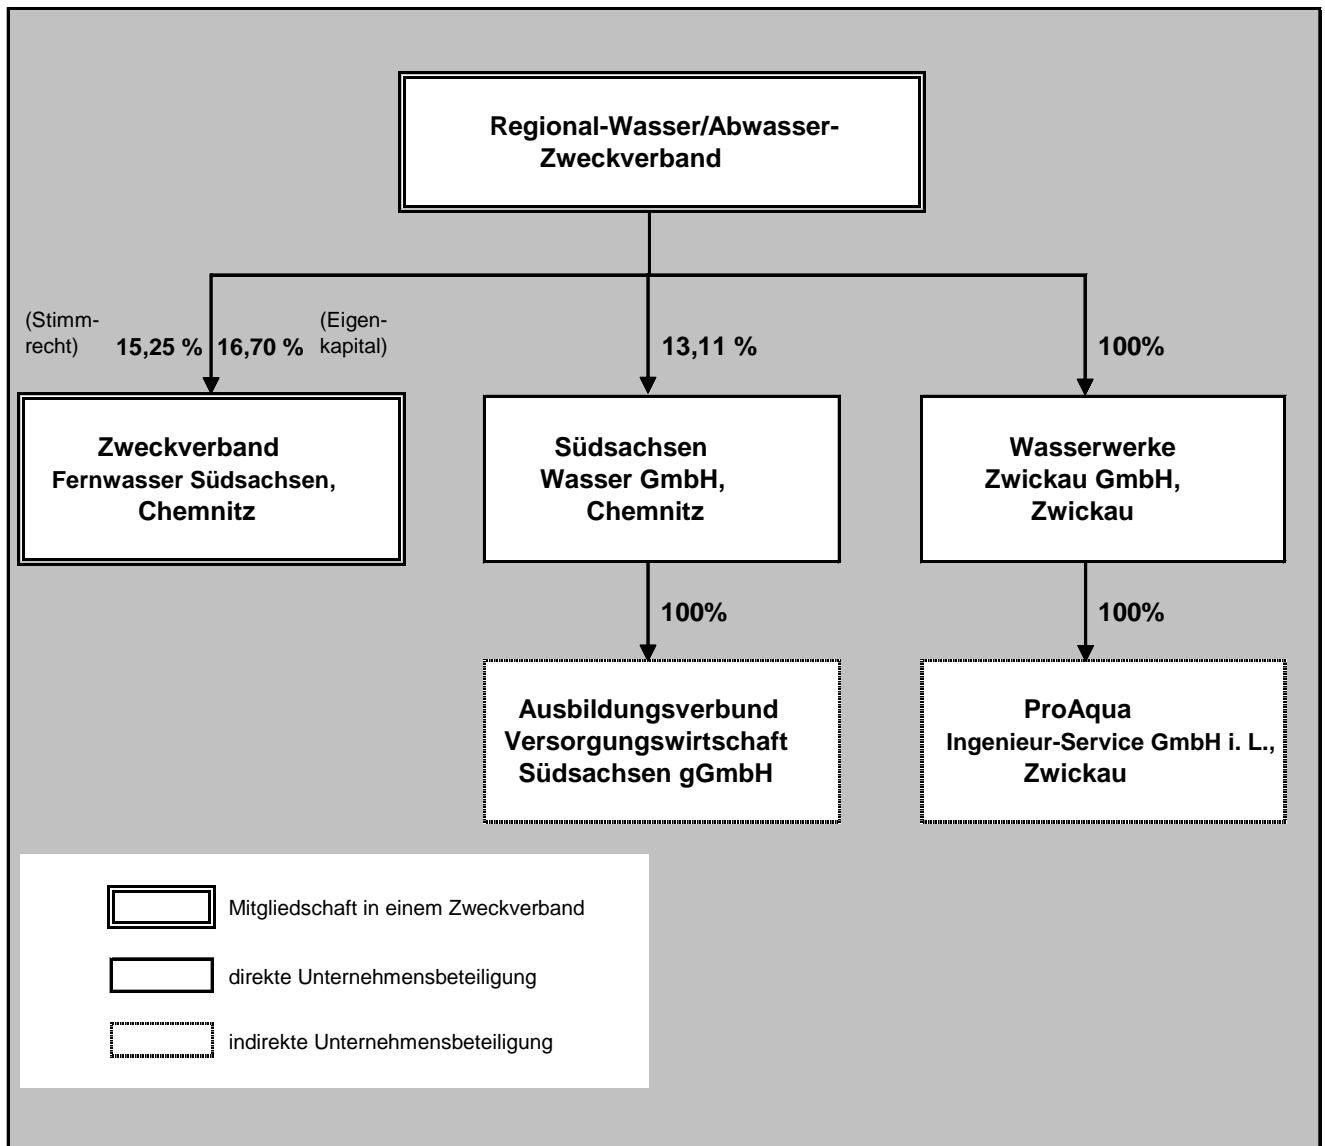 Regional-Wasser/Abwasser-
Zweckverband
(Stimm-
recht)
15,25 %
16,70 %
(Eigen-
kapital)
13,11 %
100%
Zweckverband
Fernwasser Südsachsen,
Chemnitz
Südsachsen
Wasser GmbH,
Chemnitz
Wasserwerke
Zwickau GmbH,
Zwickau
100%
100%
Ausbildungsverbund
Versorgungswirtschaft
Südsachsen gGmbH
ProAqua
Ingenieur-Service GmbH i. L.,
Zwickau
Mitgliedschaft in einem Zweckverband
direkte Unternehmensbeteiligung
indirekte Unternehmensbeteiligung